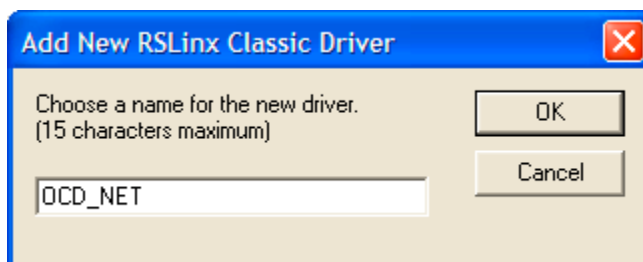 Add New RSLinx Classic Driver
Choose a name for the new driver.
(15 characters maximum)
OK
Cancel
OCD_NET